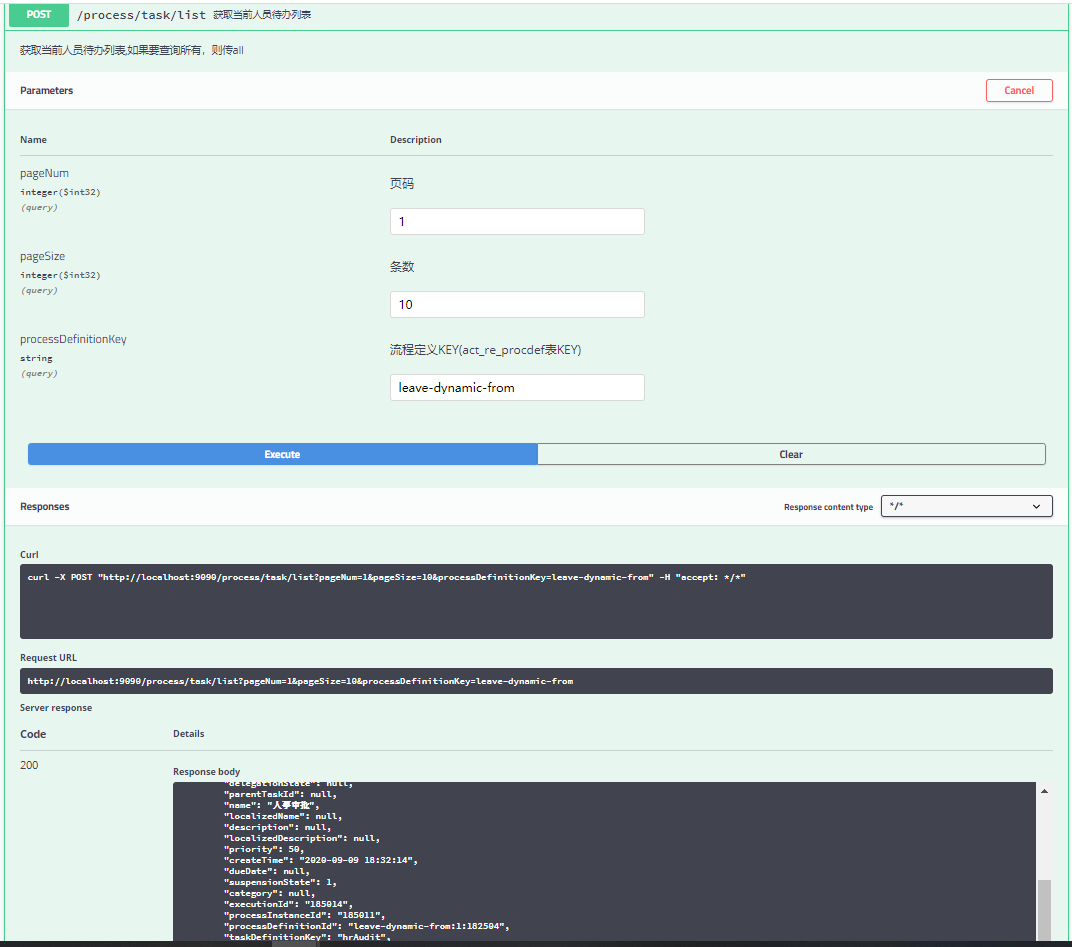 POST /process/task/list 获取当前人员待办列表
获取当前人员待办列表,如果要查询所有，则传all
Parameters
Cancel
Name Description
pageNum
integer($int32)
(query)
页码
1
pageSize
integer($int32)
(query)
条数
10
processDefinitionKey
string
(query)
流程定义KEY(act_re_procdef表KEY)
leave-dynamic-from
Execute Clear
Responses Response content type */*
Curl
curl -X POST "http://localhost:9090/process/task/list?pageNum=1&pageSize=10&processDefinitionKey=leave-dynamic-from" -H "accept: */*"
Request URL
http://localhost:9090/process/task/list?pageNum=1&pageSize=10&processDefinitionKey=leave-dynamic-from
Server response
Code Details
200
Response body
"delegationState": null,
"parentTaskId": null,
"name": "人事审批",
"localizedName": null,
"description": null,
"localizedDescription": null,
"priority": 50,
"createTime": "2020-09-09 18:32:14",
"dueDate": null,
"suspensionState": 1,
"category": null,
"executionId": "185014",
"processInstanceId": "185011",
"processDefinitionId": "leave-dynamic-from:1:182504",
"taskDefinitionKey": "hrAudit",